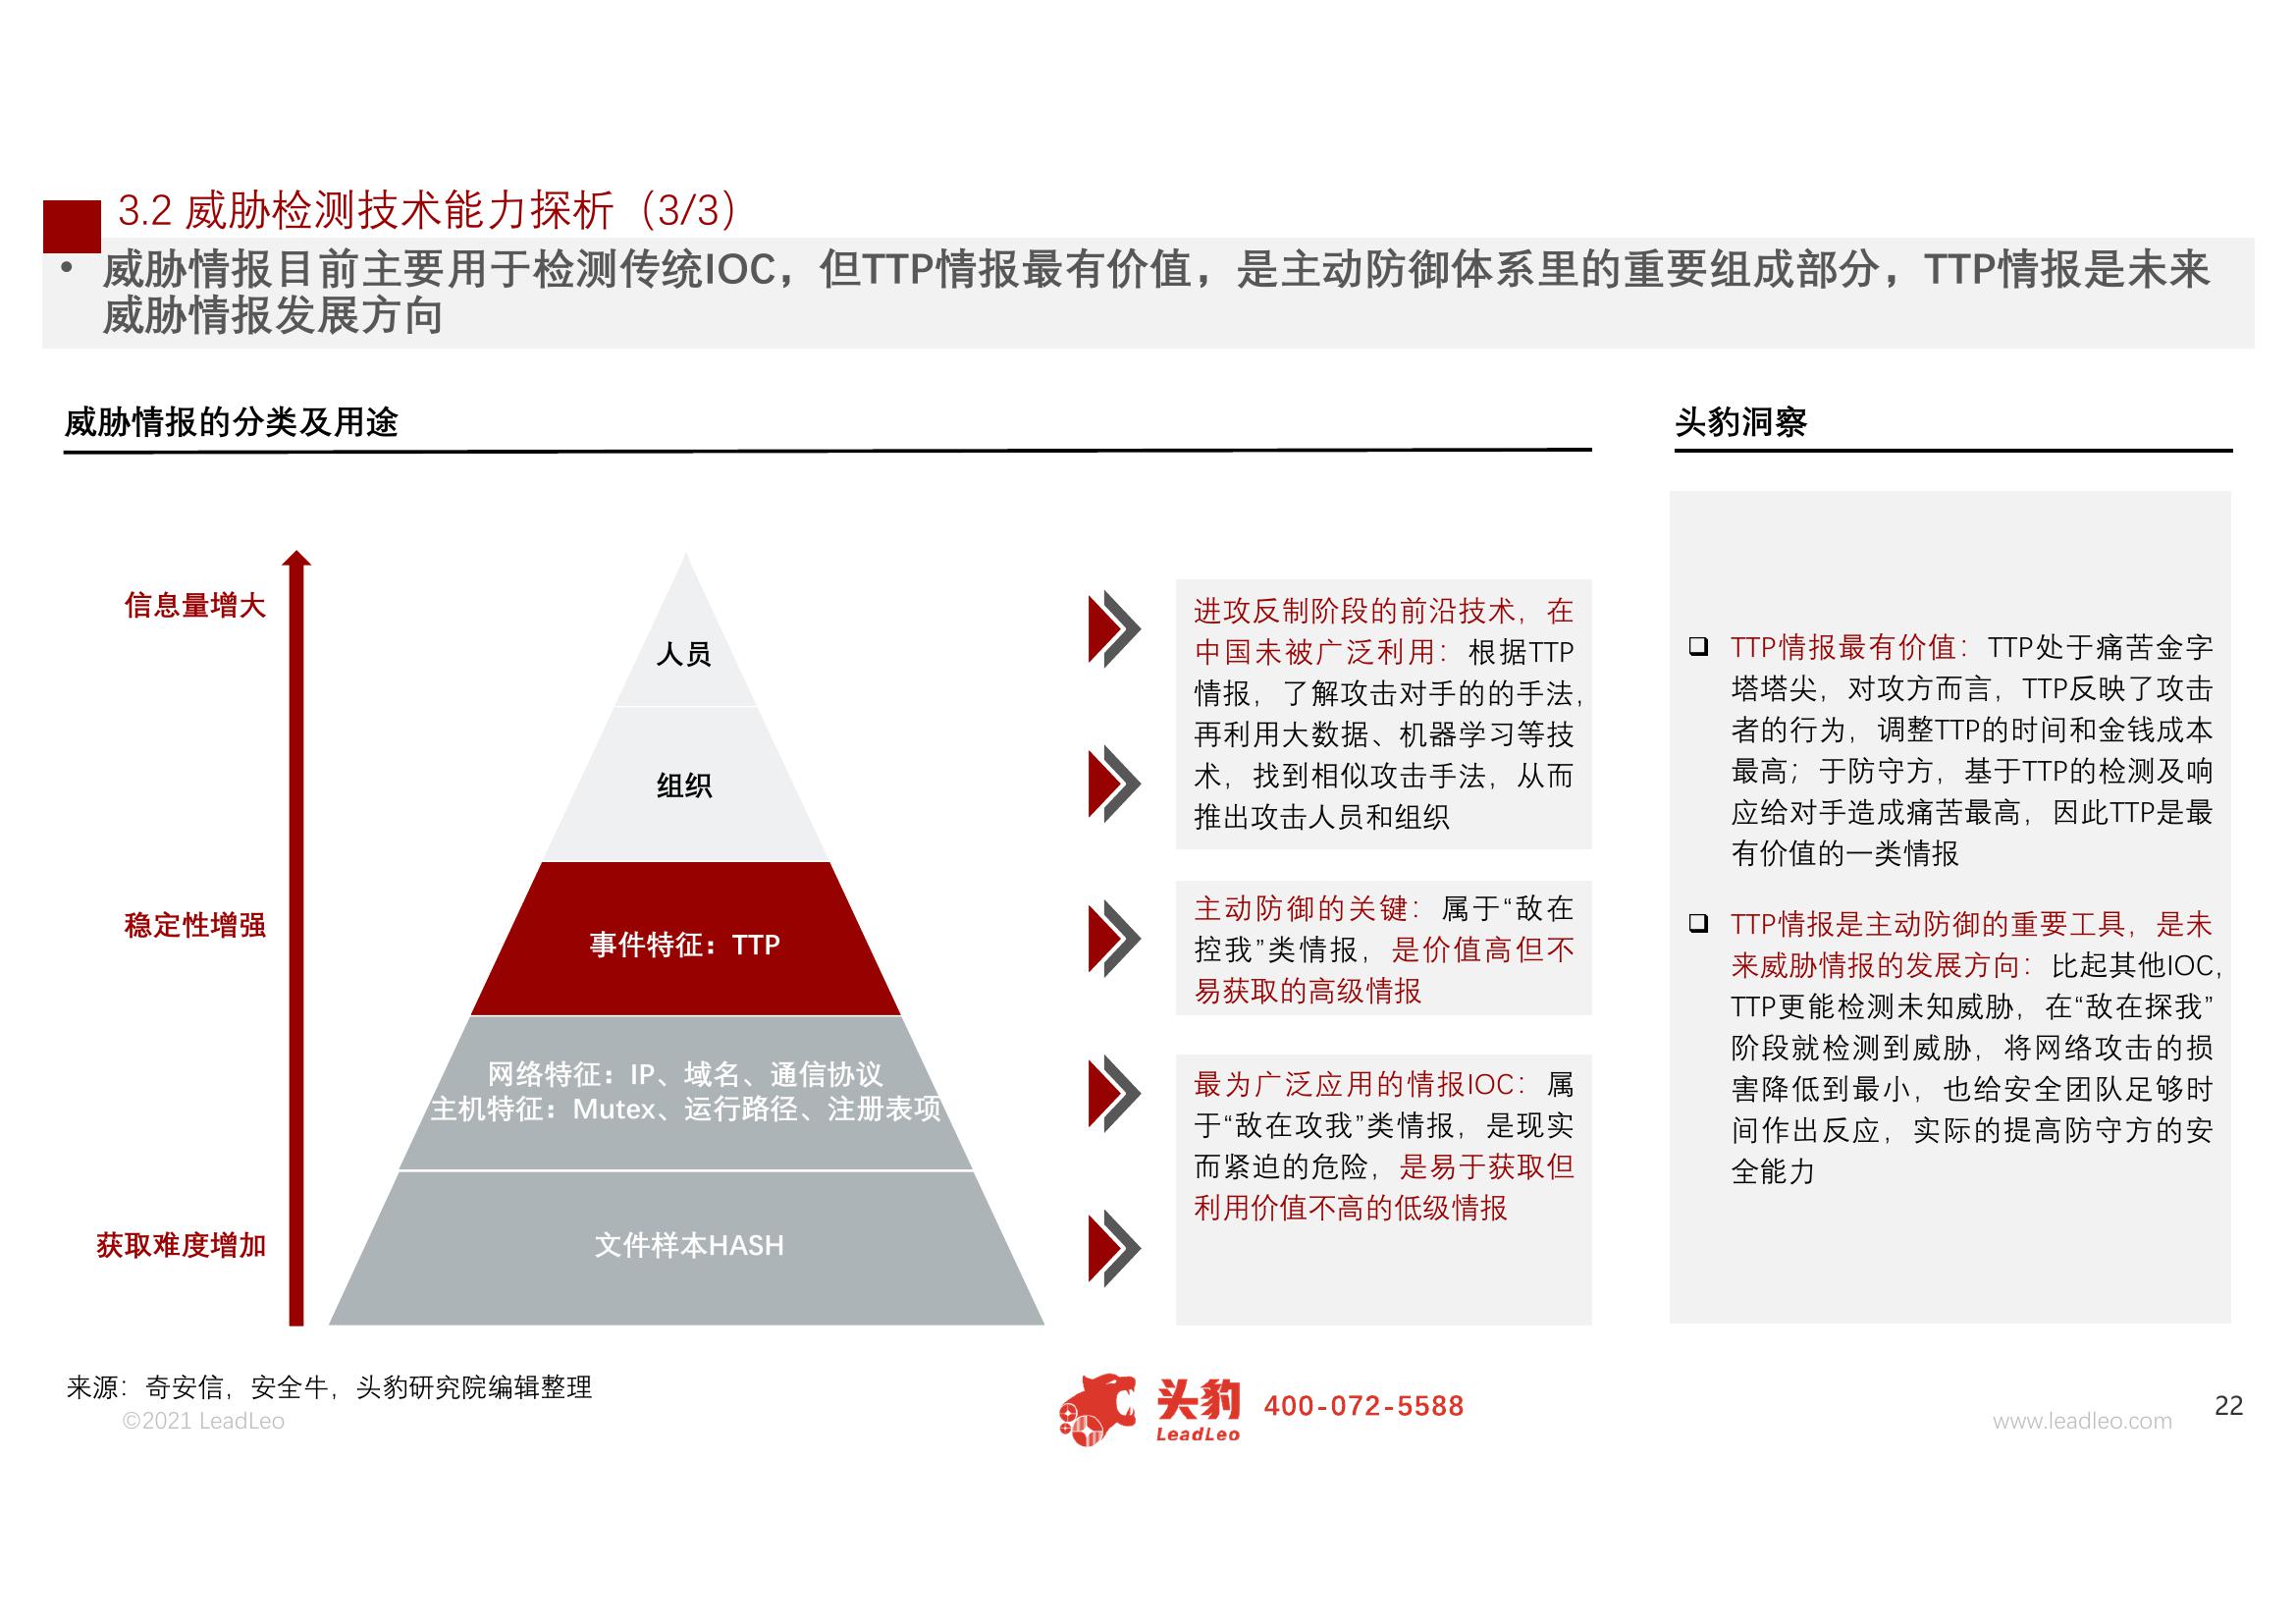 3.2 威胁检测技术能力探析（3/3）
• 威胁情报目前主要用于检测传统IOC，但TTP情报最有价值，是主动防御体系里的重要组成部分，TTP情报是未来
威胁情报发展方向
威胁情报的分类及用途
信息量增大
稳定性增强
获取难度增加
人员
组织
事件特征：TTP
网络特征：IP、域名、通信协议
主机特征：Mutex、运行路径、注册表项
文件样本HASH
进攻反制阶段的前沿技术，在
中国未被广泛利用：根据TTP
情报，了解攻击对手的的手法，
再利用大数据、机器学习等技
术，找到相似攻击手法，从而
推出攻击人员和组织
主动防御的关键：属于“敌在
控我”类情报，是价值高但不
易获取的高级情报
最为广泛应用的情报IOC：属
于“敌在攻我”类情报，是现实
而紧迫的危险，是易于获取但
利用价值不高的低级情报
头豹洞察
TTP情报最有价值：TTP处于痛苦金字
塔塔尖，对攻方而言，TTP反映了攻击
者的行为，调整TTP的时间和金钱成本
最高；于防守方，基于TTP的检测及响
应给对手造成痛苦最高，因此TTP是最
有价值的一类情报
TTP情报是主动防御的重要工具，是未
来威胁情报的发展方向：比起其他IOC，
TTP更能检测未知威胁，在“敌在探我”
阶段就检测到威胁，将网络攻击的损
害降低到最小，也给安全团队足够时
间作出反应，实际的提高防守方的安
全能力
来源：奇安信，安全牛，头豹研究院编辑整理
©2021 LeadLeo
头豹
LeadLeo
400-072-5588
www.leadleo.com
22